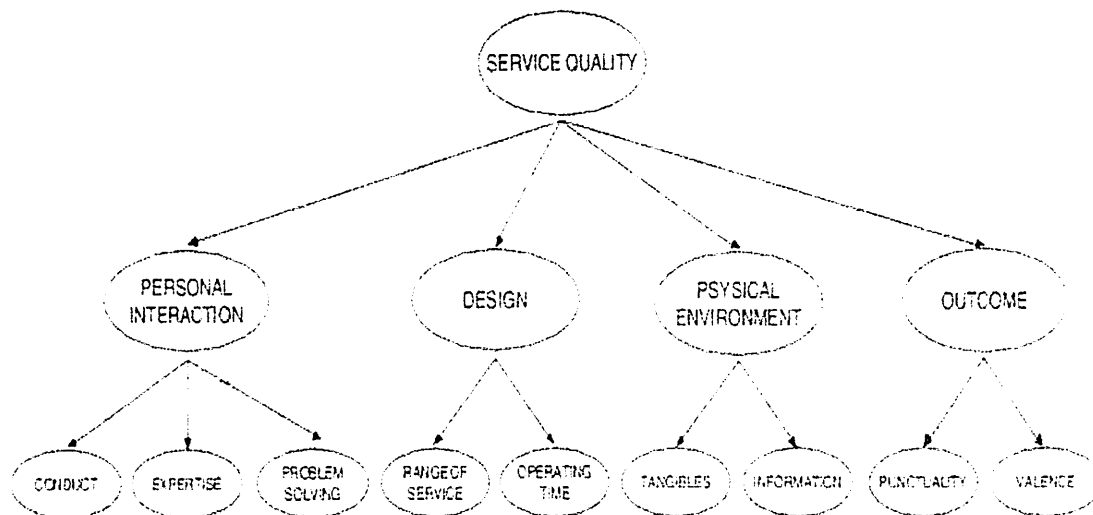 SERVICE QUALITY
PERSONAL
INTERACTION
DESIGN
PSYSICAL
ENVIRONMENT
OUTCOME
CONDUCT
EXPERTISE
PROBLEM
SOLVING
RANGE OF
SERVICE
OPERATING
TIME
TANGIBLES
INFORMATION
PUNCTUALITY
VALENCE